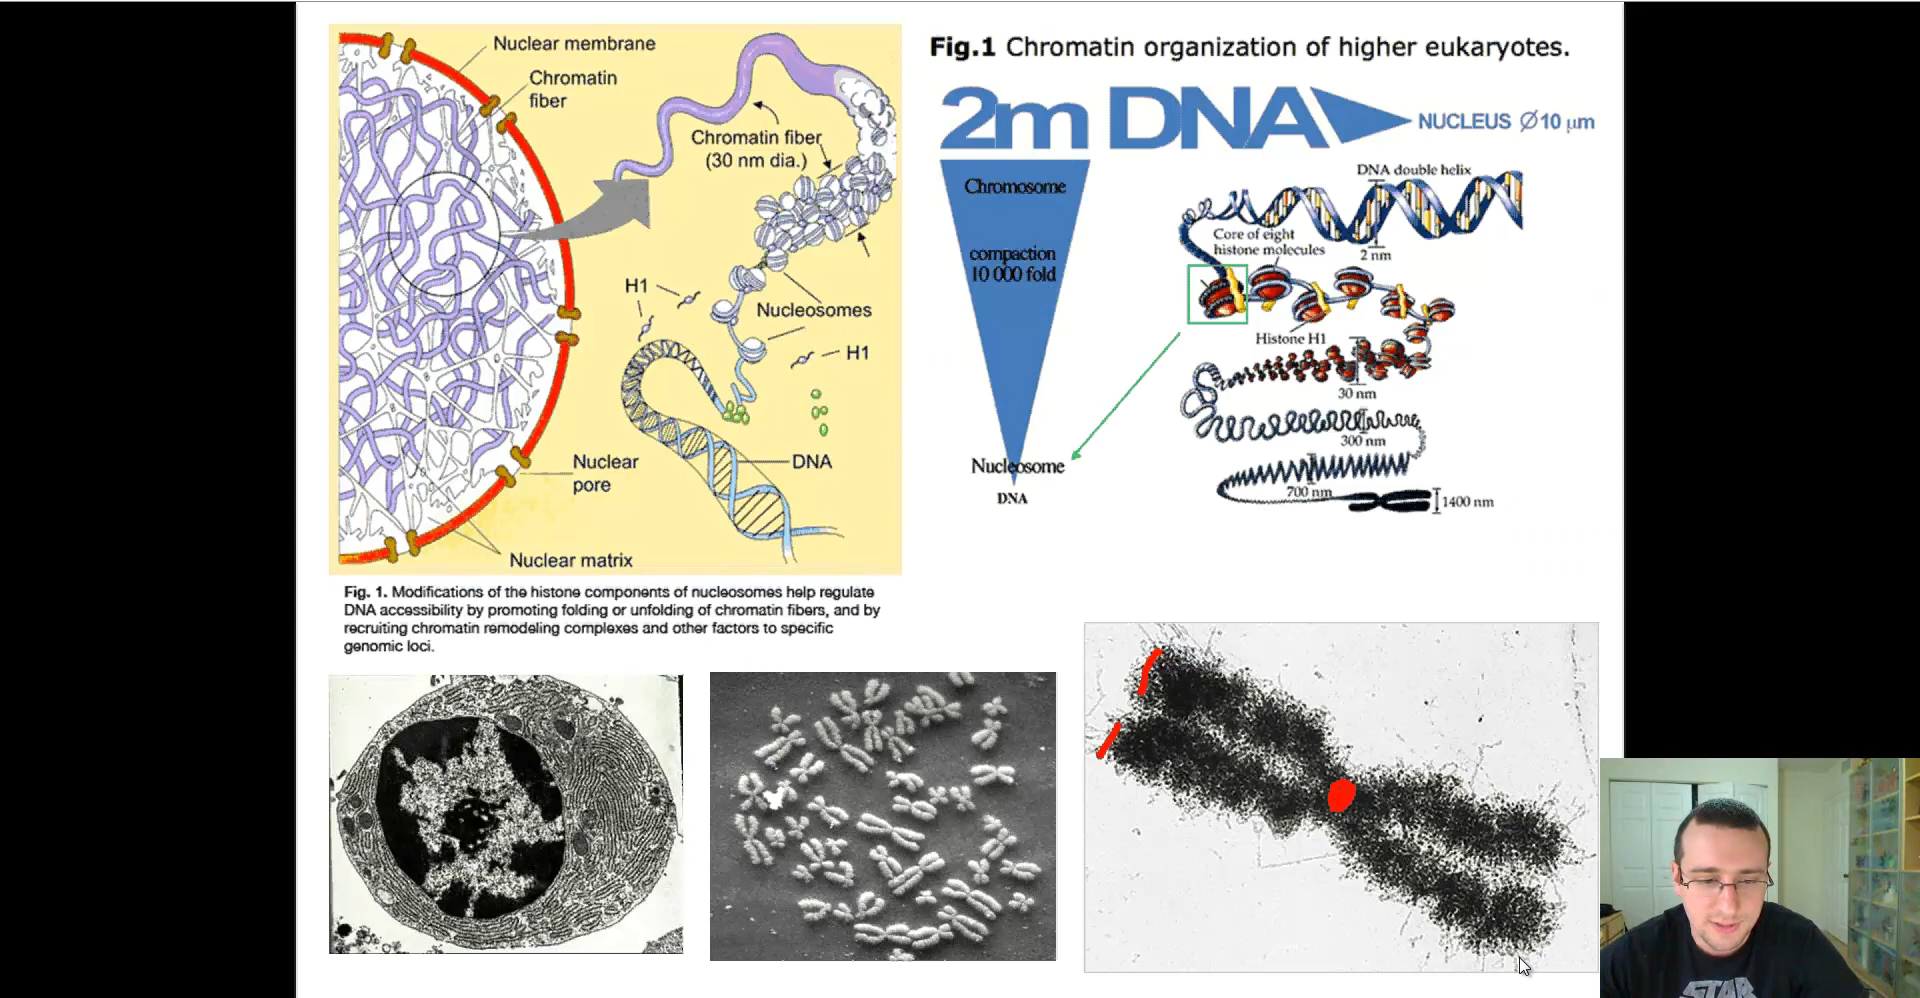 Nuclear membrane
Chromatin
fiber
Chromatin fiber
(30 nm dia.)
H1
Nucleosomes
H1
DNA
Nuclear
pore
Nuclear matrix
Fig. 1. Modifications of the histone components of nucleosomes help regulate
DNA accessibility by promoting folding or unfolding of chromatin fibers, and by
recruiting chromatin remodeling complexes and other factors to specific
genomic loci.
Fig.1 Chromatin organization of higher eukaryotes.
2m DNA
NUCLEUS Ø10 μm
Chromosome
compaction
10 000 fold
Nucleosome
DNA
DNA double helix
Core of eight
histone molecules
2 nm
Histone H1
30 nm
300 nm
700 nm
1400 nm
STAR